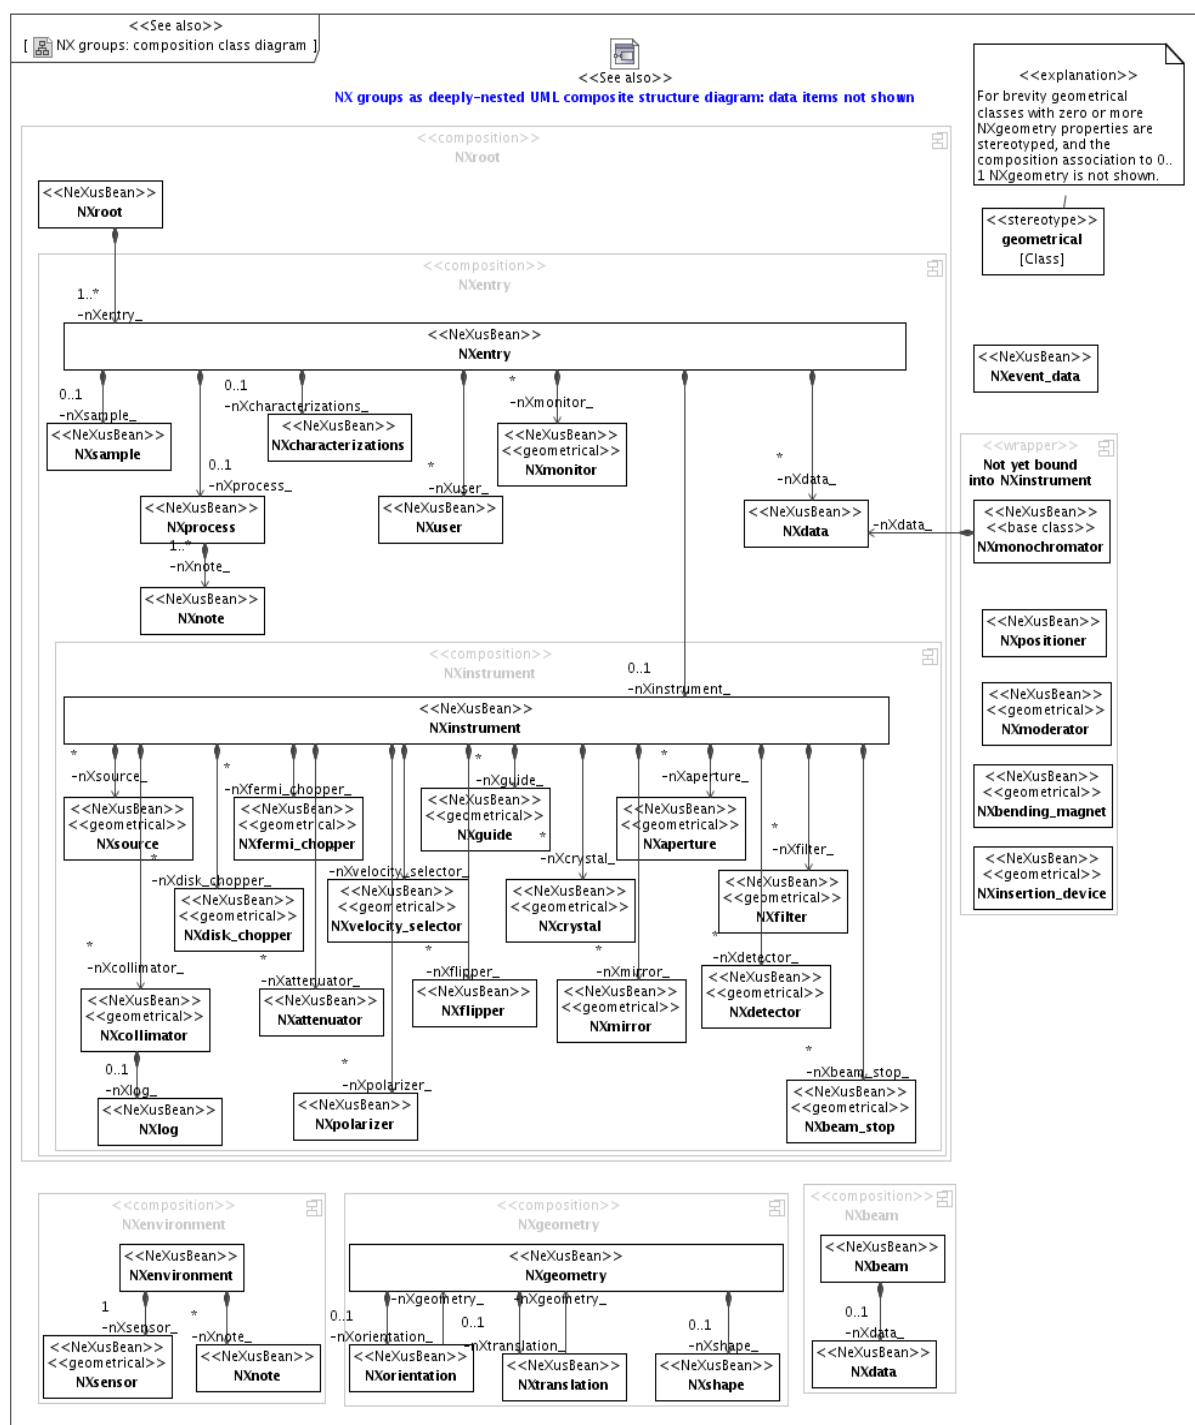 <<See also>>
[ NX groups: composition class diagram ]
<<See also>>
NX groups as deeply-nested UML composite structure diagram: data items not shown
<<explanation>>
For brevity geometrical
classes with zero or more
NXgeometry properties are
stereotyped, and the
composition association to 0..
1 NXgeometry is not shown.
<<stereotype>>
geometrical
[Class]
<<composition>>
NXroot
<<NeXusBean>>
NXroot
<<composition>>
NXentry
1..*
-nXentry_
<<NeXusBean>>
NXentry
<<NeXusBean>>
NXevent_data
0..1
-nXsample_
<<NeXusBean>>
NXsample
0..1
-nXprocess_
<<NeXusBean>>
NXprocess
1..*
-nXnote_
<<NeXusBean>>
NXnote
0..1
-nXcharacterizations_
<<NeXusBean>>
NXcharacterizations
*
-nXuser_
<<NeXusBean>>
NXuser
*
-nXmonitor_
<<NeXusBean>>
<<geometrical>>
NXmonitor
*
-nXdata_
<<NeXusBean>>
NXdata
-nXdata_
<<wrapper>>
Not yet bound
into NXinstrument
<<NeXusBean>>
<<base class>>
NXmonochromator
<<NeXusBean>>
NXpositioner
<<NeXusBean>>
<<geometrical>>
NXmoderator
<<NeXusBean>>
<<geometrical>>
NXbending_magnet
<<NeXusBean>>
<<geometrical>>
NXinsertion_device
<<composition>>
NXinstrument
0..1
-nXinstrument_
<<NeXusBean>>
NXinstrument
*
-nXsource_
<<NeXusBean>>
<<geometrical>>
NXsource
*
-nXfermi_chopper_
<<NeXusBean>>
<<geometrical>>
NXfermi_chopper
*
-nXguide_
<<NeXusBean>>
<<geometrical>>
NXguide
*
-nXaperture_
<<NeXusBean>>
<<geometrical>>
NXaperture
*
-nXdisk_chopper_
<<NeXusBean>>
<<geometrical>>
NXdisk_chopper
*
-nXvelocity_selector_
<<NeXusBean>>
<<geometrical>>
NXvelocity_selector
*
-nXcrystal_
<<NeXusBean>>
<<geometrical>>
NXcrystal
*
-nXfilter_
<<NeXusBean>>
<<geometrical>>
NXfilter
*
-nXcollimator_
<<NeXusBean>>
<<geometrical>>
NXcollimator
0..1
-nXlog_
<<NeXusBean>>
NXlog
*
-nXattenuator_
<<NeXusBean>>
NXattenuator
*
-nXflipper_
<<NeXusBean>>
NXflipper
*
-nXmirror_
<<NeXusBean>>
<<geometrical>>
NXmirror
*
-nXdetector_
<<NeXusBean>>
<<geometrical>>
NXdetector
*
-nXpolarizer_
<<NeXusBean>>
NXpolarizer
*
-nXbeam_stop_
<<NeXusBean>>
<<geometrical>>
NXbeam_stop
<<composition>>
NXenvironment
<<NeXusBean>>
NXenvironment
1
-nXsensor_
<<NeXusBean>>
<<geometrical>>
NXsensor
*
-nXnote_
<<NeXusBean>>
NXnote
<<composition>>
NXgeometry
<<NeXusBean>>
NXgeometry
-nXgeometry_
-nXgeometry_
0..1
-nXorientation_
<<NeXusBean>>
NXorientation
0..1
-nXtranslation_
<<NeXusBean>>
NXtranslation
0..1
-nXshape_
<<NeXusBean>>
NXshape
<<composition>>
NXbeam
<<NeXusBean>>
NXbeam
0..1
-nXdata_
<<NeXusBean>>
NXdata